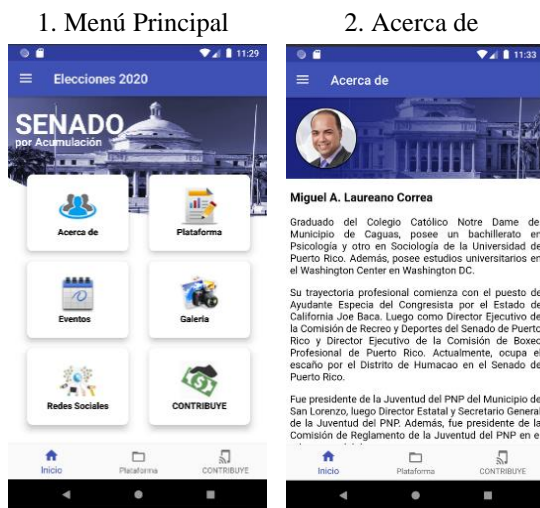 1. Menú Principal
2. Acerca de
11:29
Elecciones 2020
SENADO
por Acumulación
Acerca de
Plataforma
Eventos
Galeria
Redes Sociales
CONTRIBUYE
Inicio
Plataforma
CONTRIBUYE
11:33
Acerca de
Miguel A. Laureano Correa
Graduado del Colegio Católico Notre Dame de
Municipio de Caguas, posee un bachillerato en
Psicología y otro en Sociología de la Universidad de
Puerto Rico. Además, posee estudios universitarios en
el Washington Center en Washington DC.
Su trayectoria profesional comienza con el puesto de
Ayudante Especia del Congresista por el Estado de
California Joe Baca. Luego como Director Ejecutivo de
la Comisión de Recreo y Deportes del Senado de Puerto
Rico y Director Ejecutivo de la Comisión de Boxeo
Profesional de Puerto Rico. Actualmente, ocupa el
escaño por el Distrito de Humacao en el Senado de
Puerto Rico.
Fue presidente de la Juventud del PNP del Municipio de
San Lorenzo, luego Director Estatal y Secretario General
de la Juventud del PNP. Además, fue presidente de la
Comisión de Reglamento de la Juventud del PNP en e
Inicio
Plataforma
CONTRIBUYE